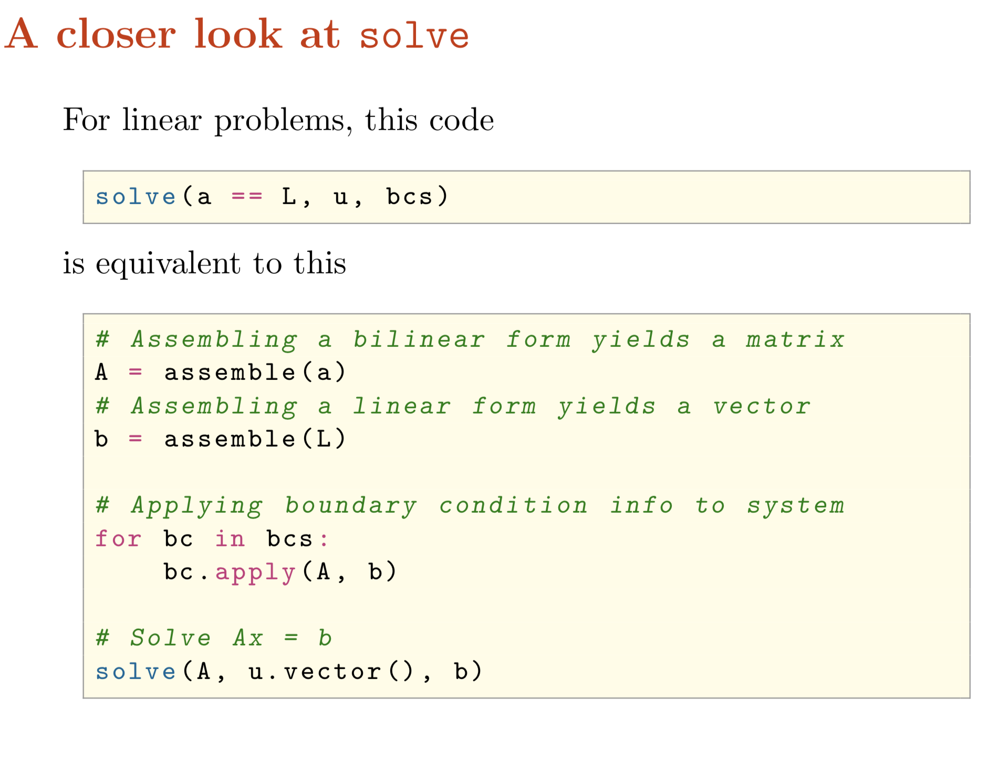 A closer look at solve
For linear problems, this code
solve(a == L, u, bcs)
is equivalent to this
# Assembling a bilinear form yields a matrix
A = assemble(a)
# Assembling a linear form yields a vector
b = assemble(L)
# Applying boundary condition info to system
for bc in bcs:
    bc.apply(A, b)
# Solve Ax = b
solve(A, u.vector(), b)